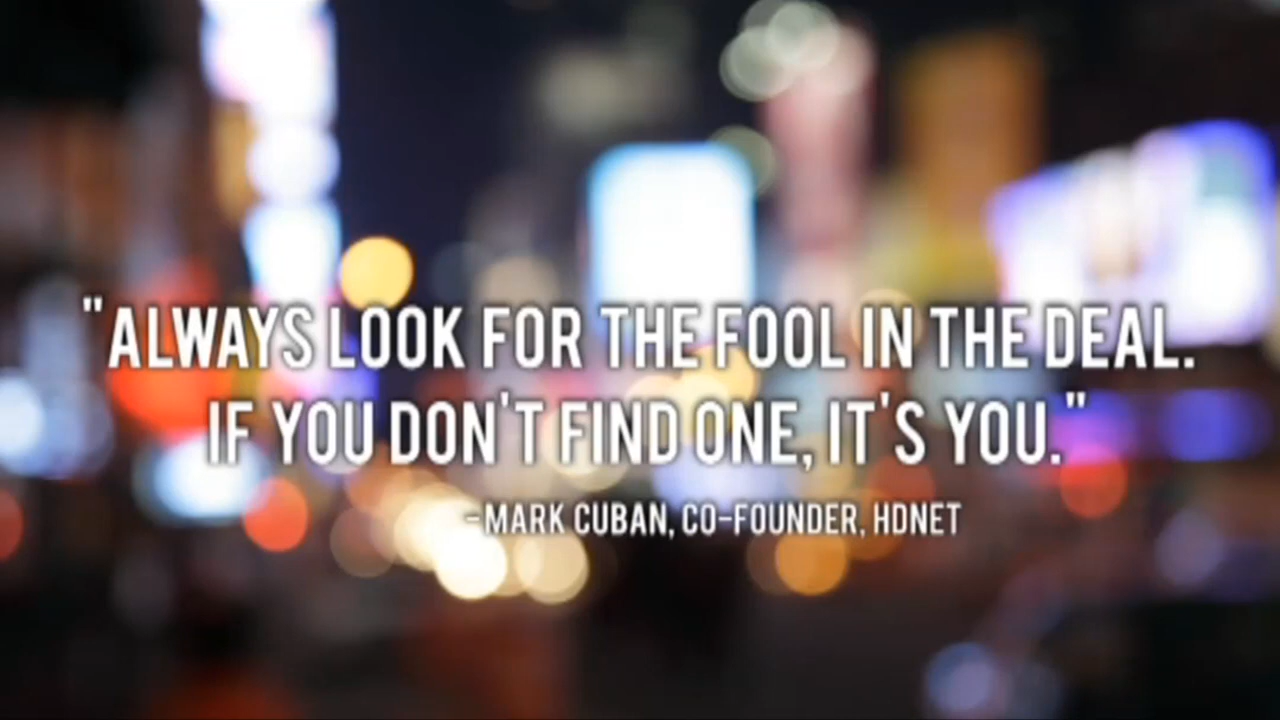 "ALWAYS LOOK FOR THE FOOL IN THE DEAL.
IF YOU DON'T FIND ONE, IT'S YOU."
-MARK CUBAN, CO-FOUNDER, HDNET